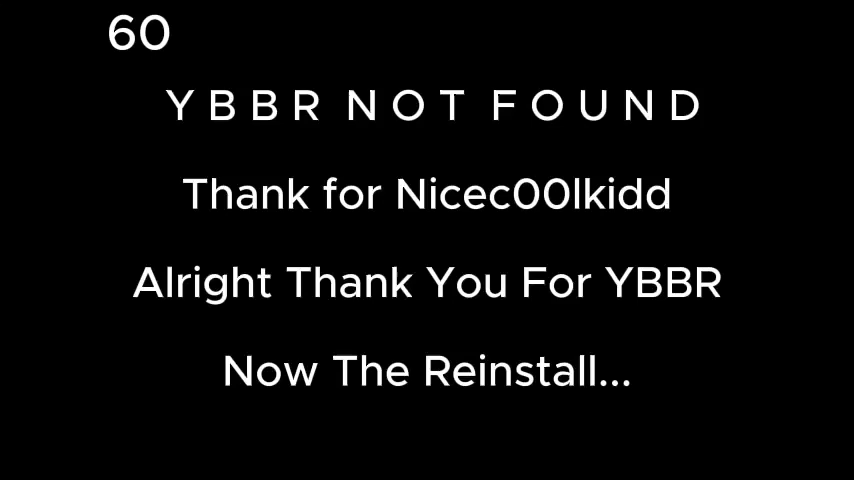 60
Y B B R  N O T  F O U N D
Thank for Nicec00lkidd
Alright Thank You For YBBR
Now The Reinstall...